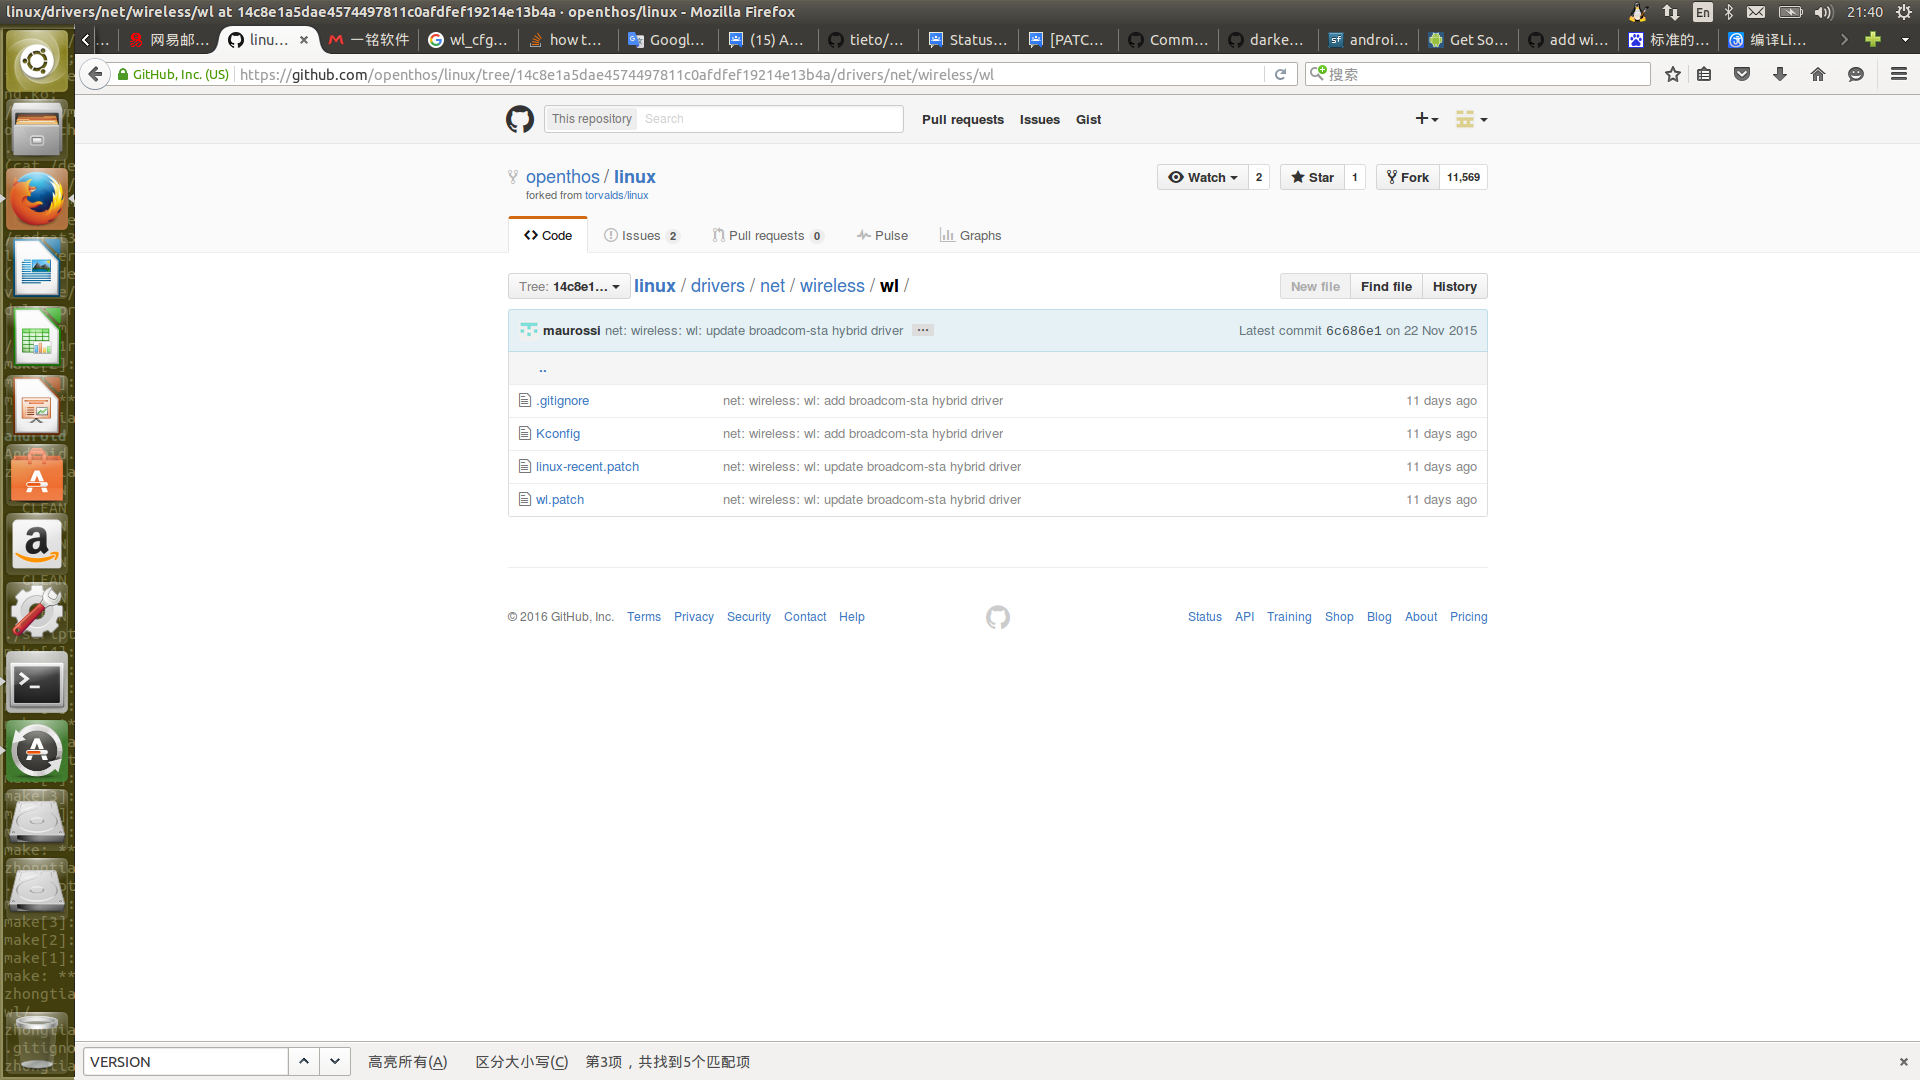 linux/drivers/net/wireless/wl at 14c8e1a5dae4574497811c0afdfef19214e13b4a · openthos/linux - Mozilla Firefox
En 21:40
... 网易邮... linu... 一铭软件 wl_cfg... how t... Googl... (15) A... tieto/... Status... [PATC... Comm... darke... androi... Get So... add wi... 标准的... 编译Li...
GitHub, Inc. (US) https://github.com/openthos/linux/tree/14c8e1a5dae4574497811c0afdfef19214e13b4a/drivers/net/wireless/wl 搜索
This repository Search Pull requests Issues Gist
openthos / linux
forked from torvalds/linux
Watch 2 Star 1 Fork 11,569
Code Issues 2 Pull requests 0 Pulse Graphs
Tree: 14c8e1... linux / drivers / net / wireless / wl / New file Find file History
maurossi net: wireless: wl: update broadcom-sta hybrid driver ... Latest commit 6c686e1 on 22 Nov 2015
..
.gitignore net: wireless: wl: add broadcom-sta hybrid driver 11 days ago
Kconfig net: wireless: wl: add broadcom-sta hybrid driver 11 days ago
linux-recent.patch net: wireless: wl: update broadcom-sta hybrid driver 11 days ago
wl.patch net: wireless: wl: update broadcom-sta hybrid driver 11 days ago
© 2016 GitHub, Inc. Terms Privacy Security Contact Help Status API Training Shop Blog About Pricing
make[3]:
make[2]:
make[1]:
make: **
zhongtia
VERSION 高亮所有(A) 区分大小写(C) 第3项，共找到5个匹配项